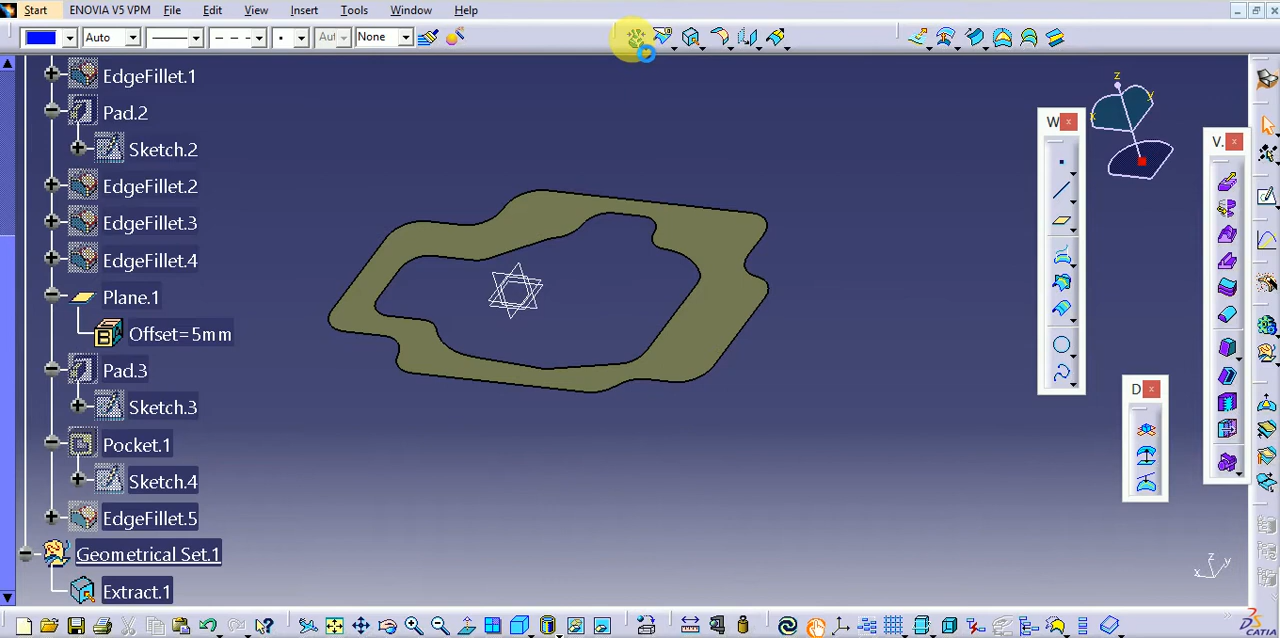 Start ENOVIA V5 VPM File Edit View Insert Tools Window Help
Auto Aut None
EdgeFillet.1
Pad.2
Sketch.2
EdgeFillet.2
EdgeFillet.3
EdgeFillet.4
Plane.1
Offset=5mm
Pad.3
Sketch.3
Pocket.1
Sketch.4
EdgeFillet.5
Geometrical Set.1
Extract.1
z
y
x
W x
V. x
D x
z
y
x
CATIA